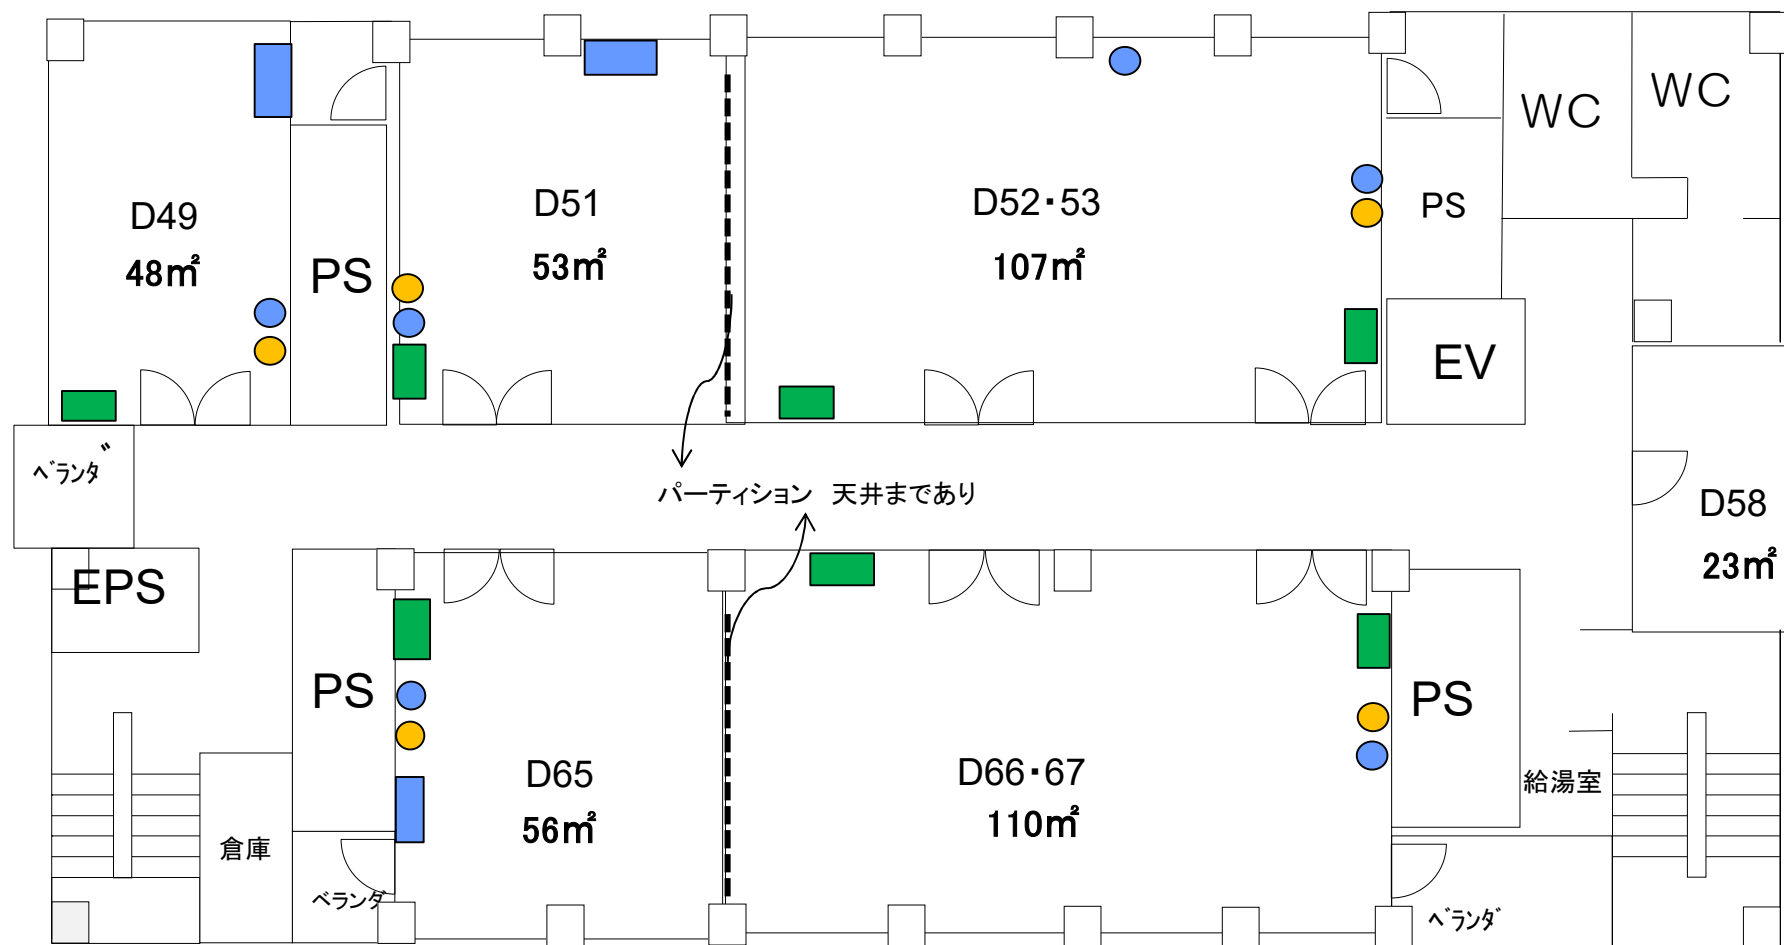 WC
WC
D49
48㎡
PS
D51
53㎡
D52・53
107㎡
PS
EV
ベランダ
パーティション　天井まであり
D58
23㎡
EPS
PS
D65
56㎡
D66・67
110㎡
PS
給湯室
倉庫
ベランダ
ベランダ